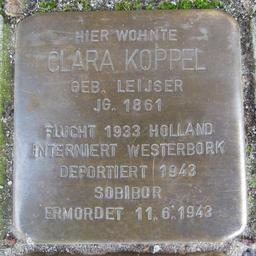 HIER WOHNTE
CLARA KOPPEL
GEB. LEIJSER
JG. 1861
FLUCHT 1933 HOLLAND
INTERNIERT WESTERBORK
DEPORTIERT 1943
SOBIBOR
ERMORDET 11.6.1943